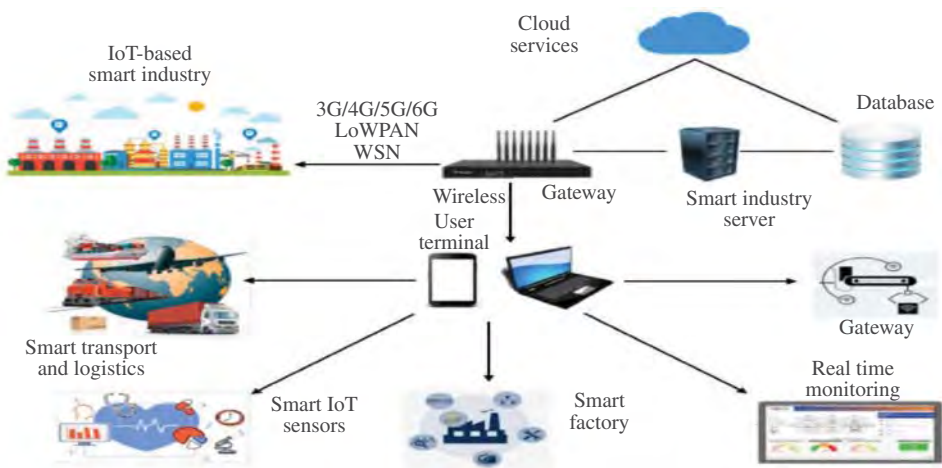 Cloud
services
IoT-based
smart industry
3G/4G/5G/6G
LoWPAN
WSN
Database
Wireless
Gateway
Smart industry
server
User
terminal
Gateway
Smart transport
and logistics
Real time
monitoring
Smart IoT
sensors
Smart
factory